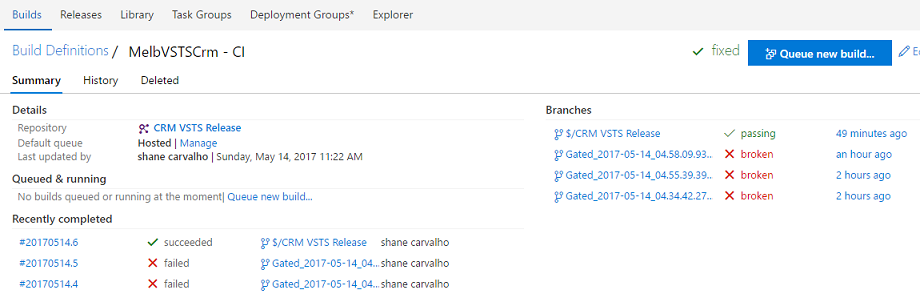 Builds Releases Library Task Groups Deployment Groups* Explorer
Build Definitions / MelbVSTSCrm - CI
fixed Queue new build...
Summary History Deleted
Details
Repository CRM VSTS Release
Default queue Hosted | Manage
Last updated by shane carvalho | Sunday, May 14, 2017 11:22 AM
Queued & running
No builds queued or running at the moment| Queue new build...
Recently completed
#20170514.6 succeeded $/CRM VSTS Release shane carvalho
#20170514.5 failed Gated_2017-05-14_04... shane carvalho
#20170514.4 failed Gated_2017-05-14_04... shane carvalho
Branches
$/CRM VSTS Release passing 49 minutes ago
Gated_2017-05-14_04.58.09.93... broken an hour ago
Gated_2017-05-14_04.55.39.39... broken 2 hours ago
Gated_2017-05-14_04.34.42.27... broken 2 hours ago